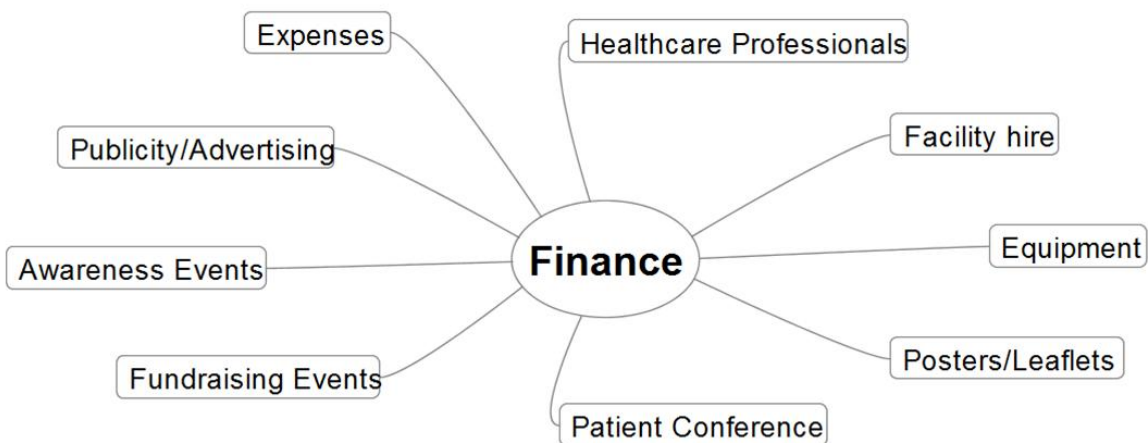 Expenses
Healthcare Professionals
Publicity/Advertising
Facility hire
Awareness Events
Finance
Equipment
Fundraising Events
Posters/Leaflets
Patient Conference